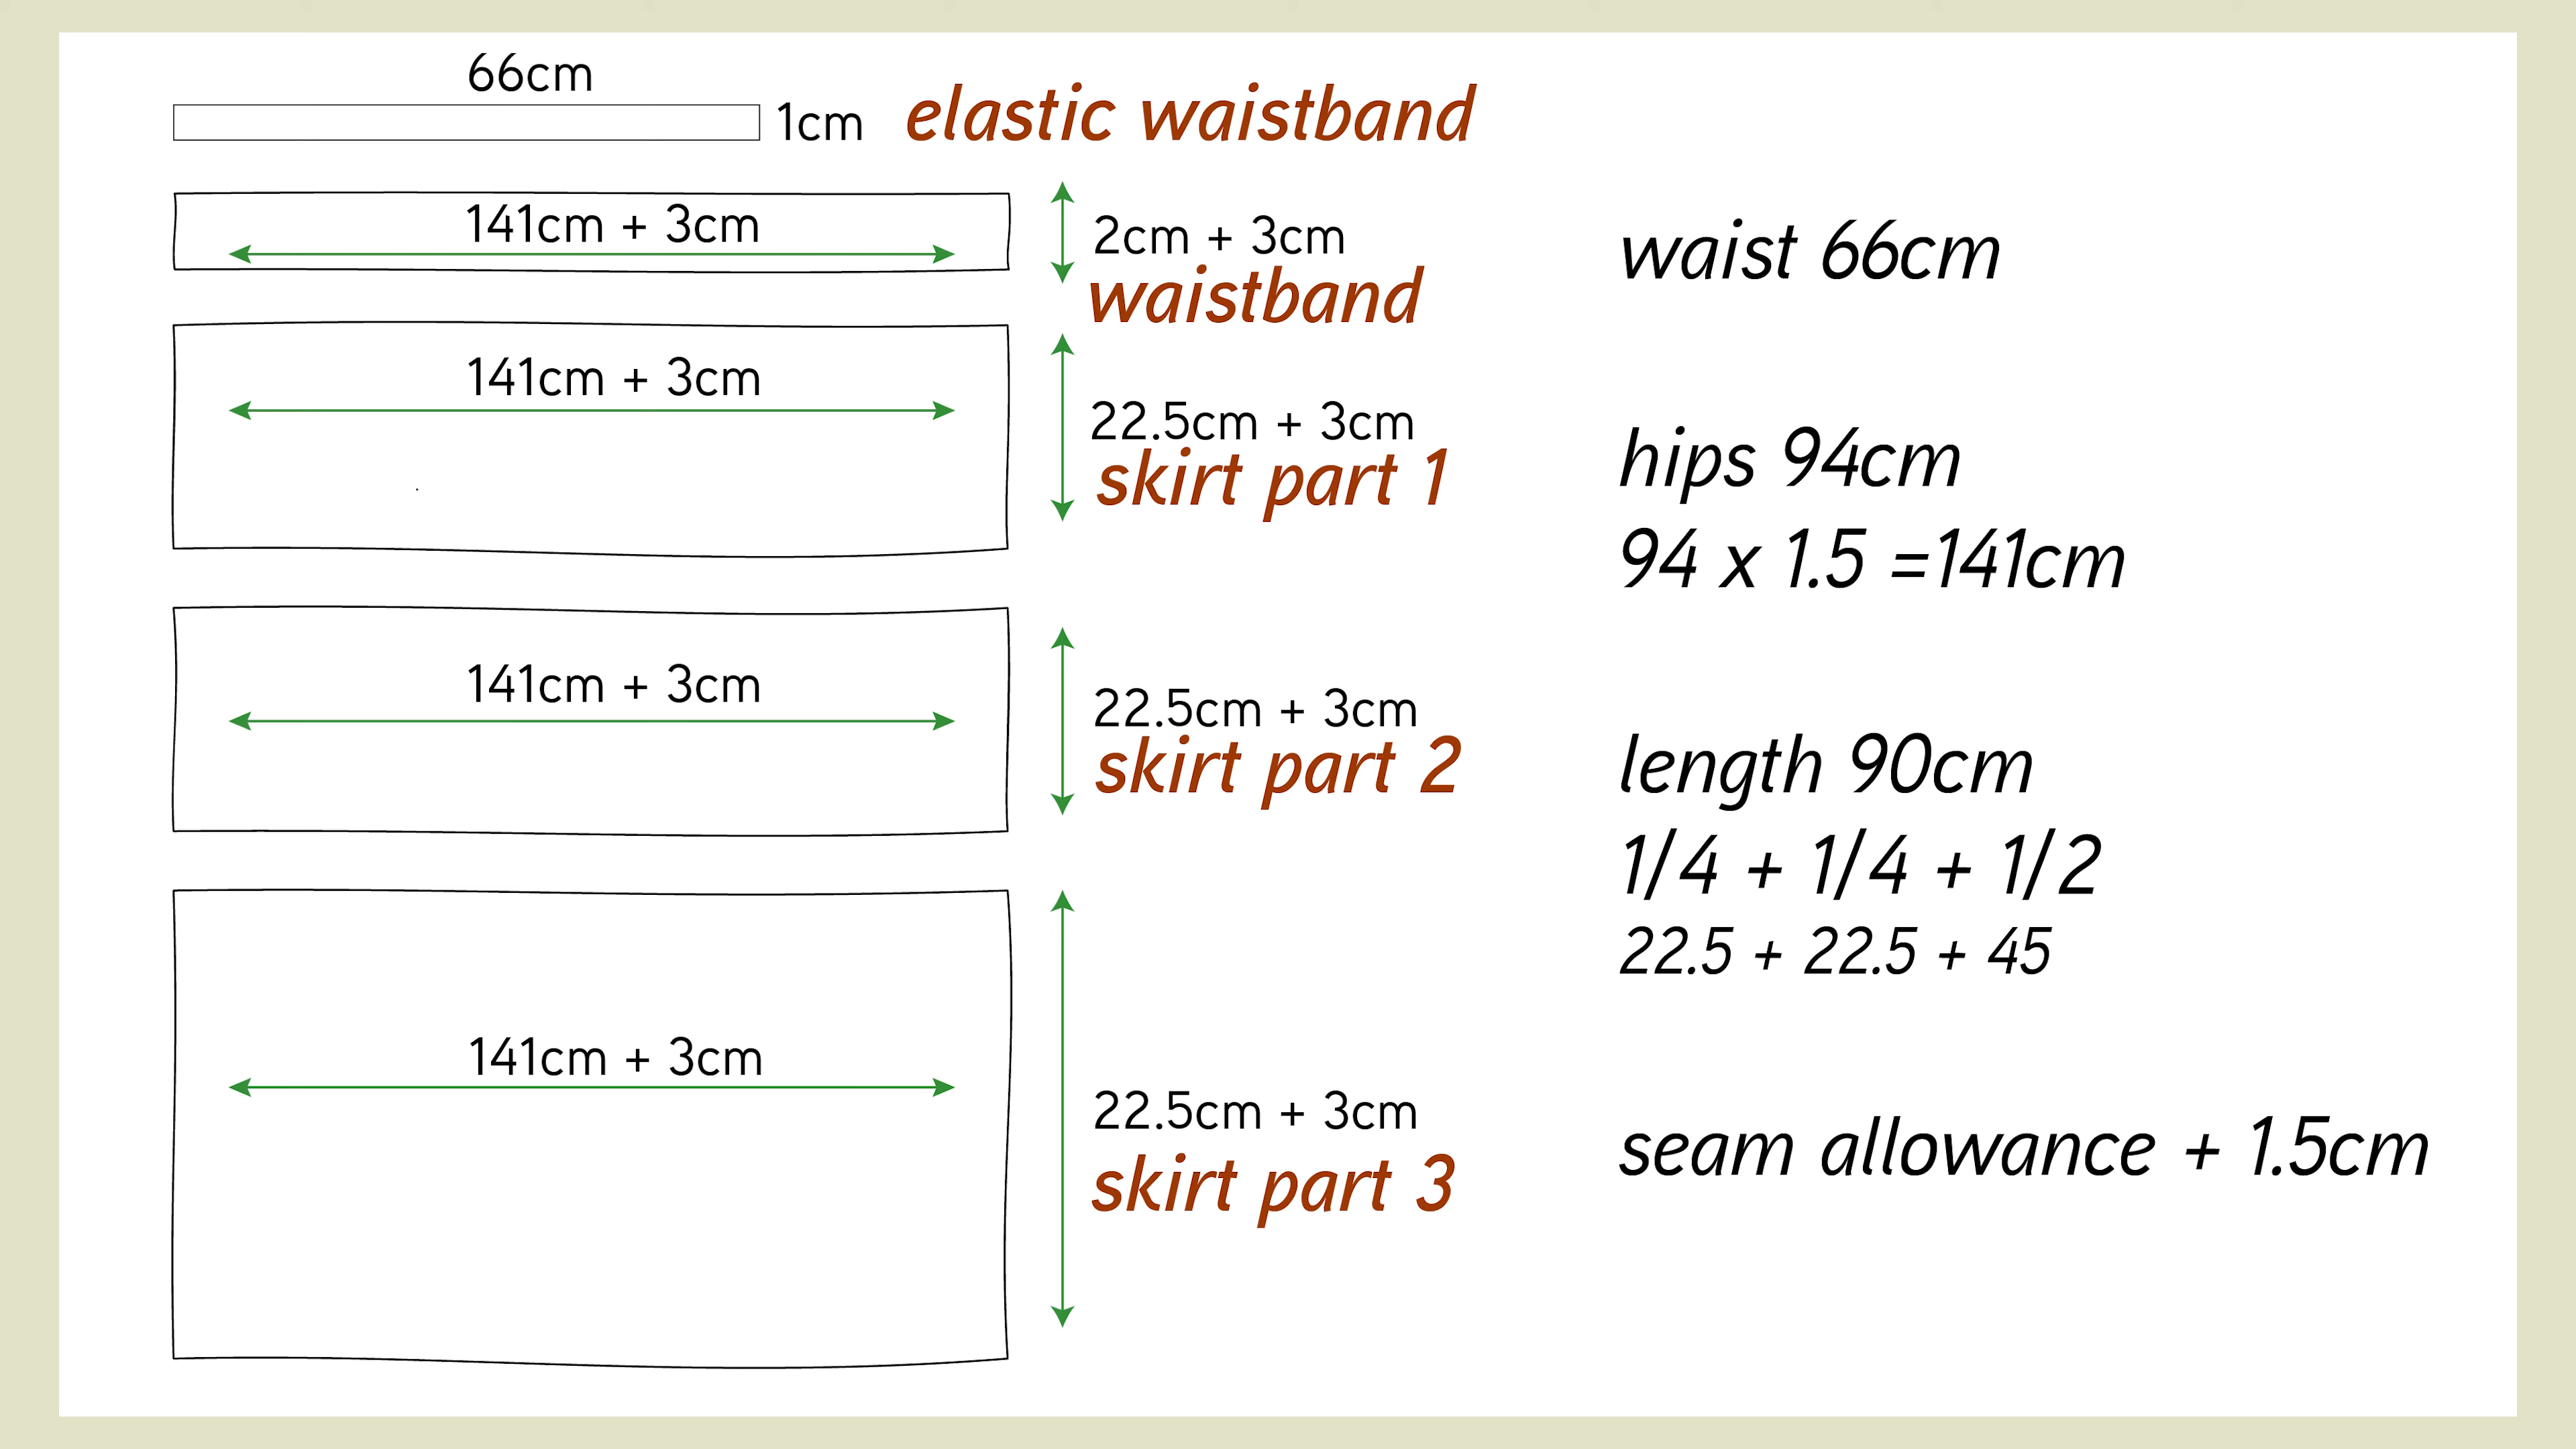 66cm
1cm elastic waistband
141cm + 3cm
2cm + 3cm
waistband
141cm + 3cm
22.5cm + 3cm
skirt part 1
141cm + 3cm
22.5cm + 3cm
skirt part 2
141cm + 3cm
22.5cm + 3cm
skirt part 3
waist 66cm
hips 94cm
94 x 1.5 =141cm
length 90cm
1/4 + 1/4 + 1/2
22.5 + 22.5 + 45
seam allowance + 1.5cm